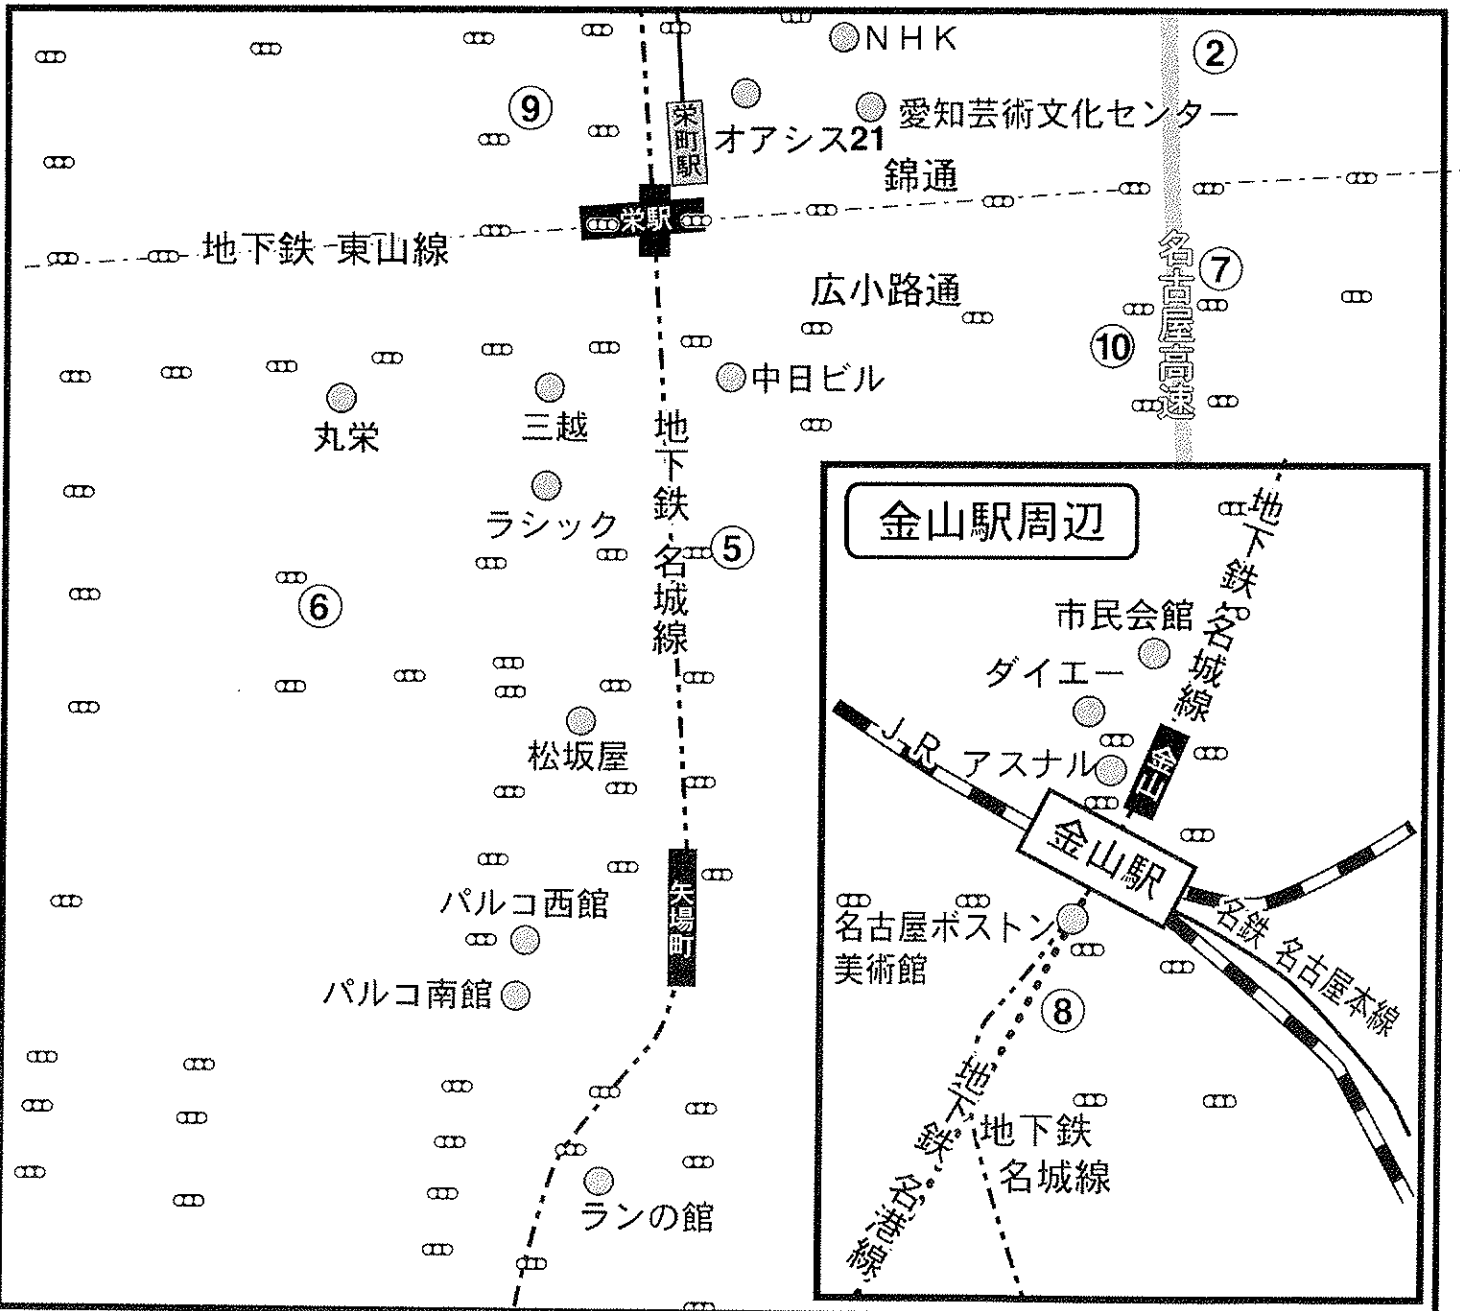 NHK
②
⑨
愛知芸術文化センター
オアシス21
栄町駅
錦通
栄駅
地下鉄 東山線
名古屋高速
⑦
広小路通
⑩
中日ビル
丸栄
三越
地下鉄 名城線
ラシック
⑤
⑥
松坂屋
矢場町
パルコ西館
パルコ南館
ランの館
金山駅周辺
地下鉄 名城線
市民会館
ダイエー
JR
アスナル
金山
金山駅
名鉄 名古屋本線
名古屋ボストン
美術館
⑧
地下鉄 名港線
地下鉄
名城線